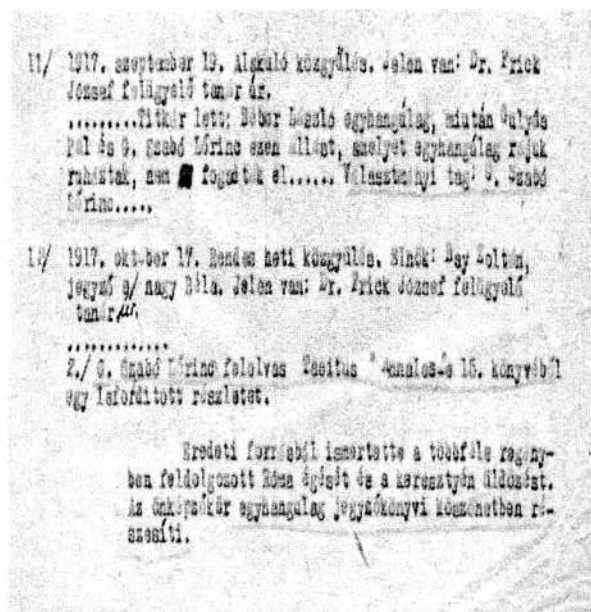 11/ 1917. szeptember 19. Alakuló közgyűlés. Jelen van: Dr. Frick
József felügyelő tanár úr.
.........Titkár lett: Bébor László egyhangúlag, miután Gulyás
Pál és G. Szabó Lőrinc ezen állást, amelyet egyhangúlag rájuk
ruháztak, nem fogadták el...... Választmányi tag: G. Szabó
Lőrinc....
12/ 1917. október 17. Rendes heti közgyülés. Elnök: Zoltán,
jegyző g/ nagy Béla. Jelen van: Dr. Frick József felügyelő
tanár úr.
.............
2./ G. Szabó Lőrinc felolvas Tacitus Annales-e 15. könyvéből
egy lefordított részletet.
Eredeti forrásból ismertette a többféle regény-
ben feldolgozott Róma égését és a keresztyén üldözést.
Az önképzőkör egyhangulag jegyzőkönyvi köszönetben ré-
szesíti.